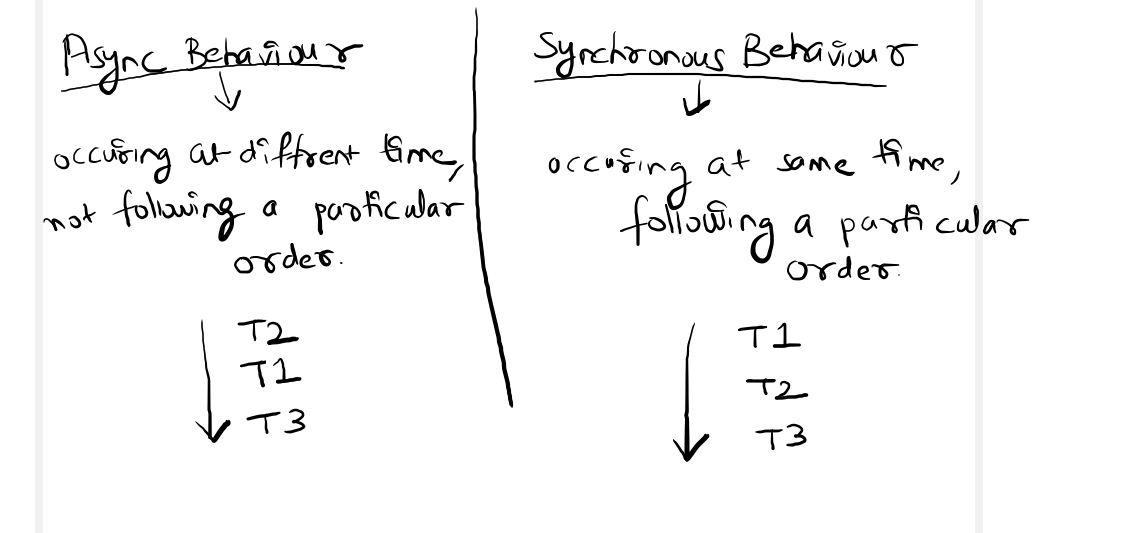 Async Behaviour
occuring at diffrent time,
not following a particular
order.
T2
T1
T3
Synchronous Behaviour
occuring at same time,
following a particular
order.
T1
T2
T3